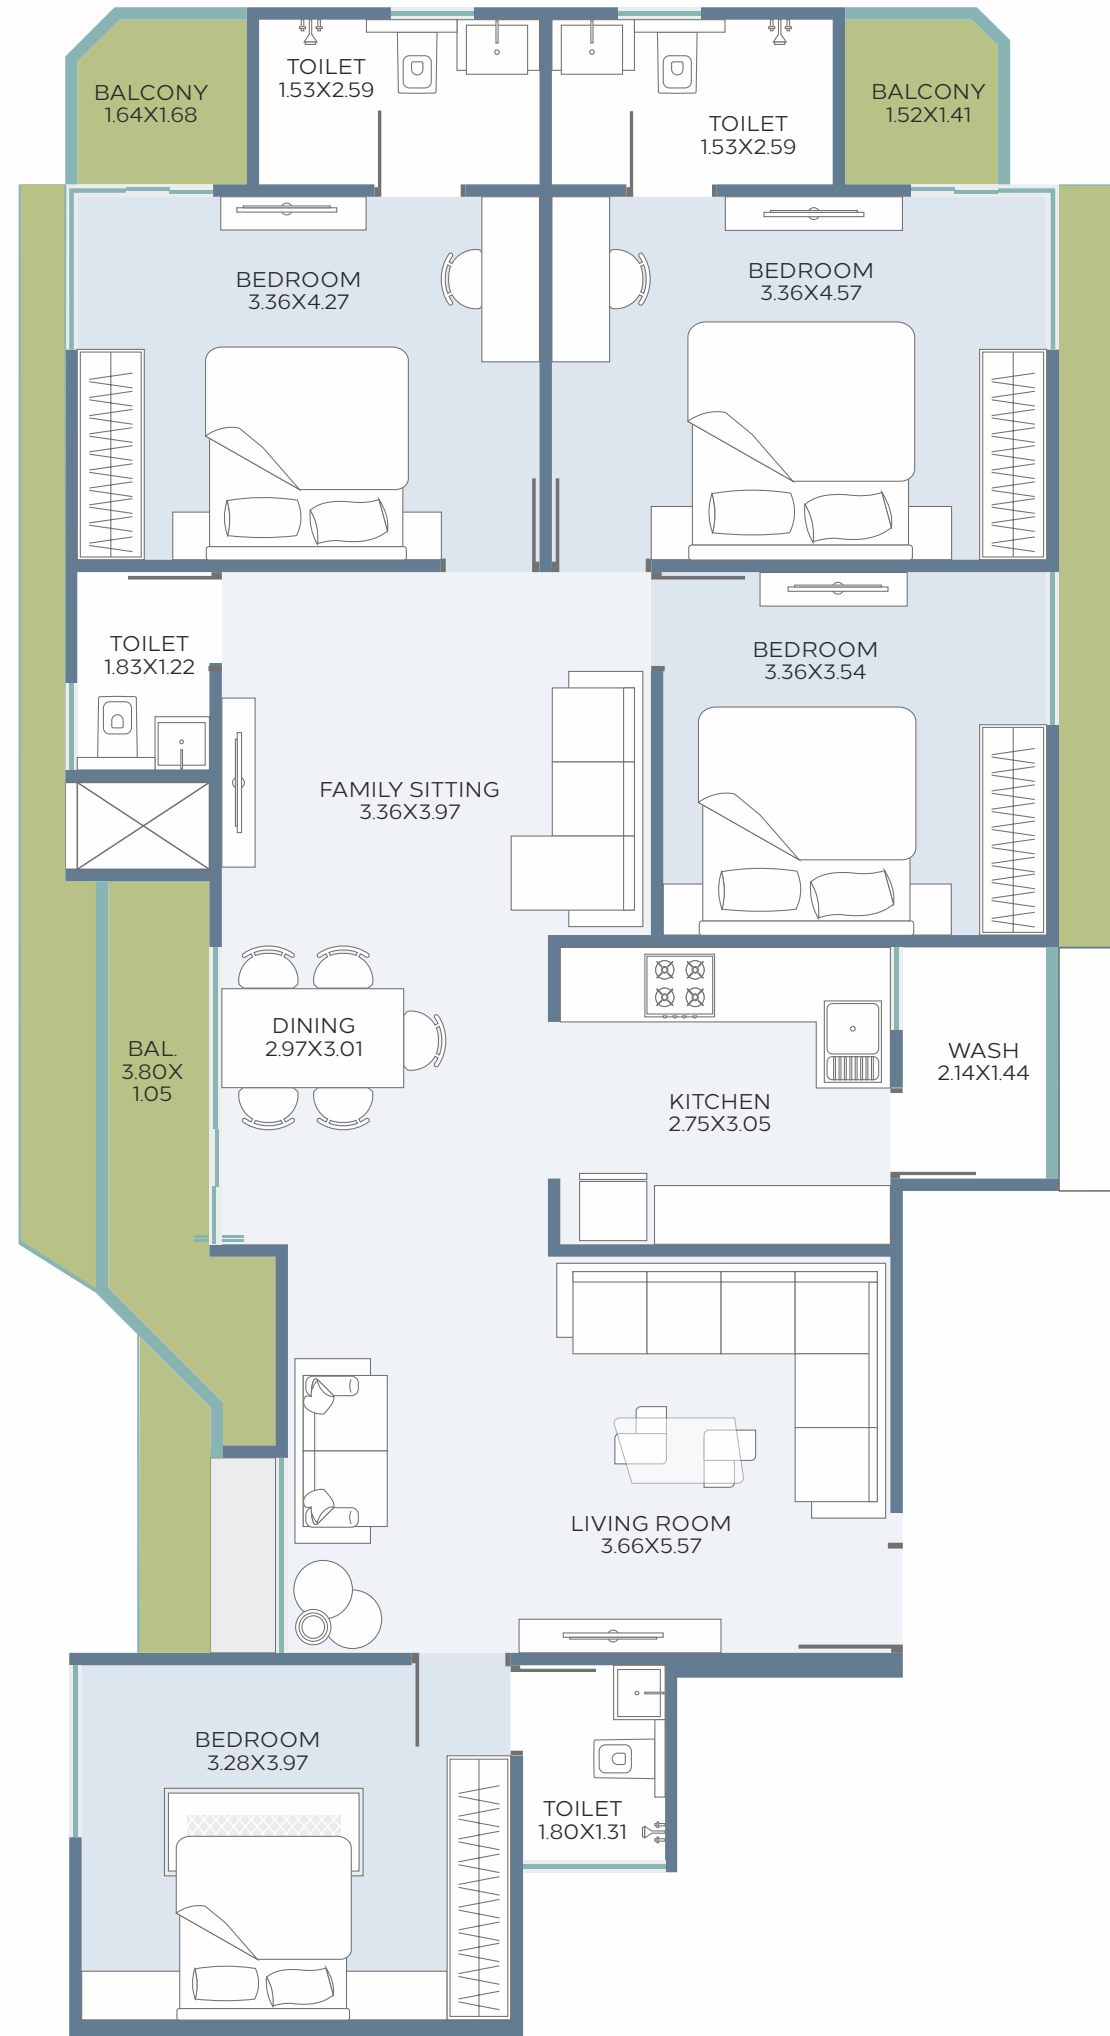 BALCONY
1.64X1.68
TOILET
1.53X2.59
TOILET
1.53X2.59
BALCONY
1.52X1.41
BEDROOM
3.36X4.27
BEDROOM
3.36X4.57
TOILET
1.83X1.22
BEDROOM
3.36X3.54
FAMILY SITTING
3.36X3.97
BAL.
3.80X
1.05
DINING
2.97X3.01
KITCHEN
2.75X3.05
WASH
2.14X1.44
LIVING ROOM
3.66X5.57
BEDROOM
3.28X3.97
TOILET
1.80X1.31